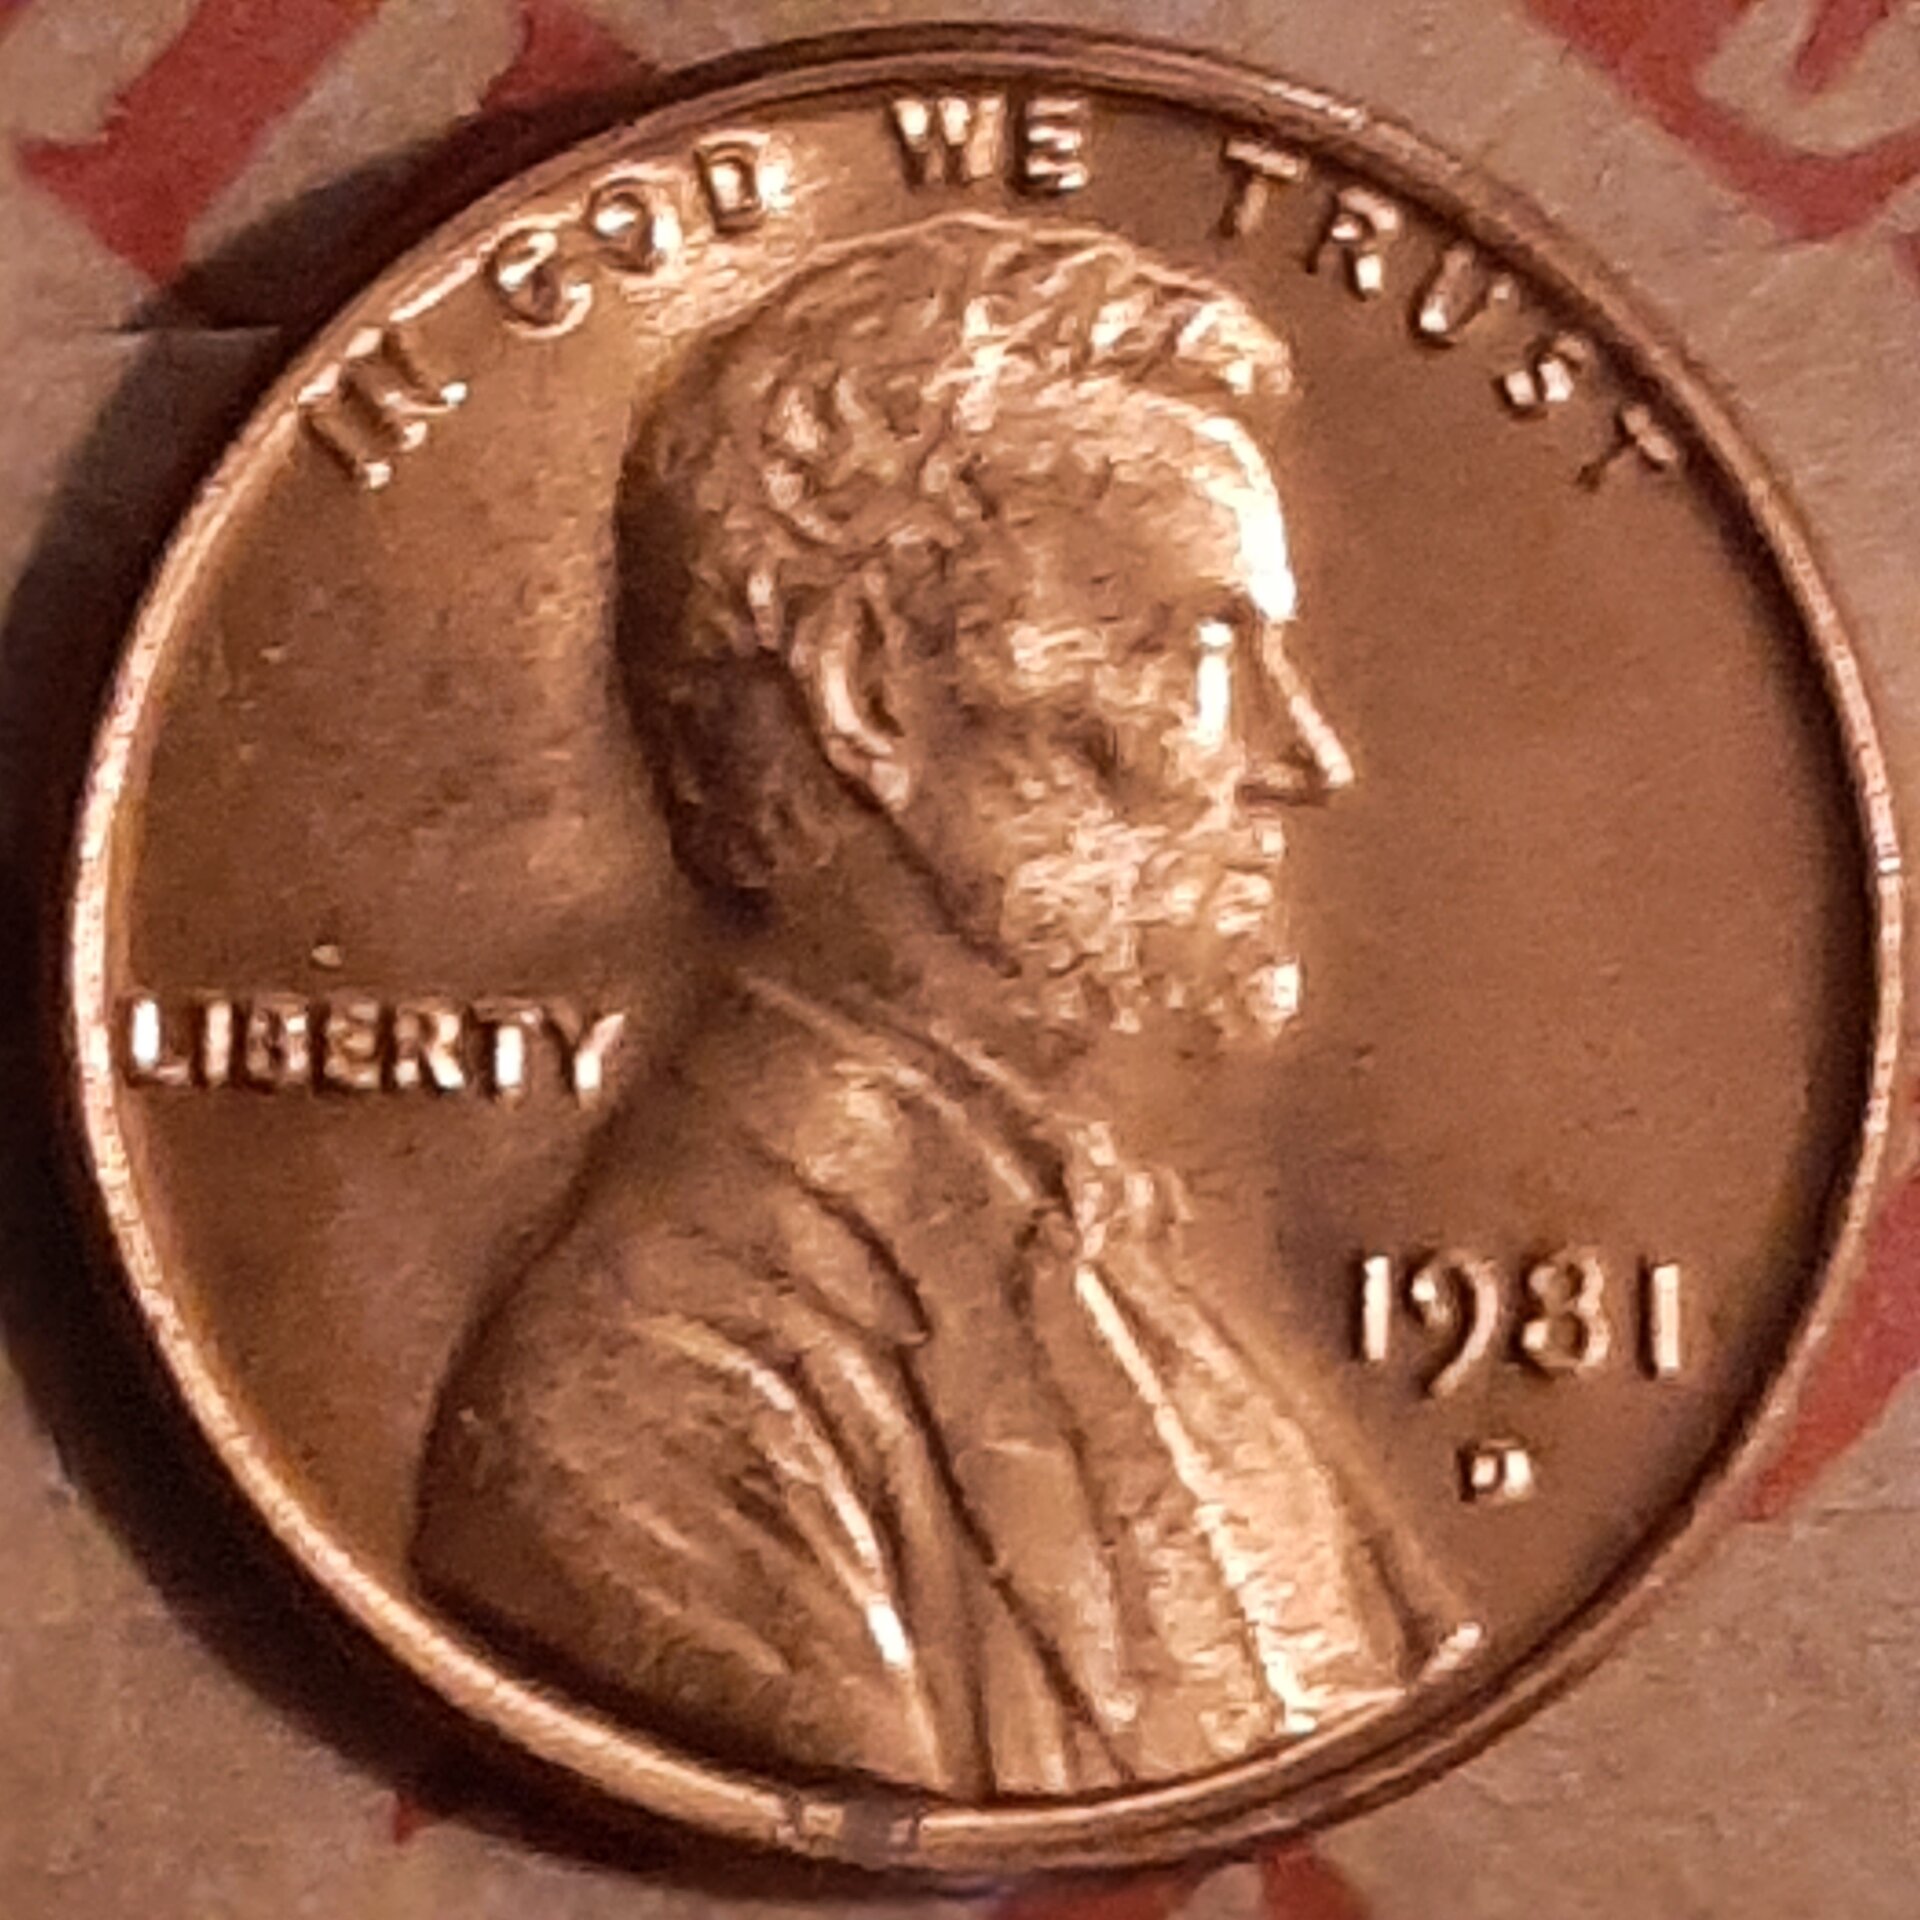 IN GOD WE TRUST
LIBERTY
1981
D